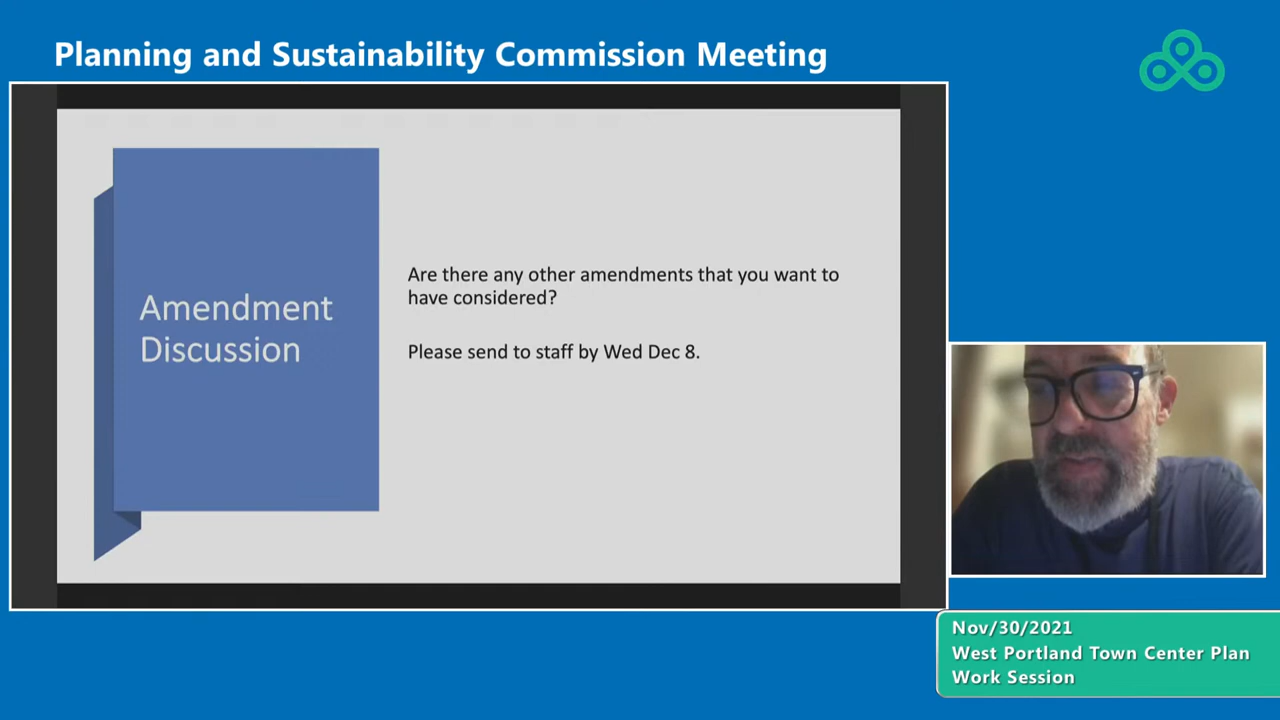 Planning and Sustainability Commission Meeting
Amendment
Discussion
Are there any other amendments that you want to
have considered?
Please send to staff by Wed Dec 8.
Nov/30/2021
West Portland Town Center Plan
Work Session